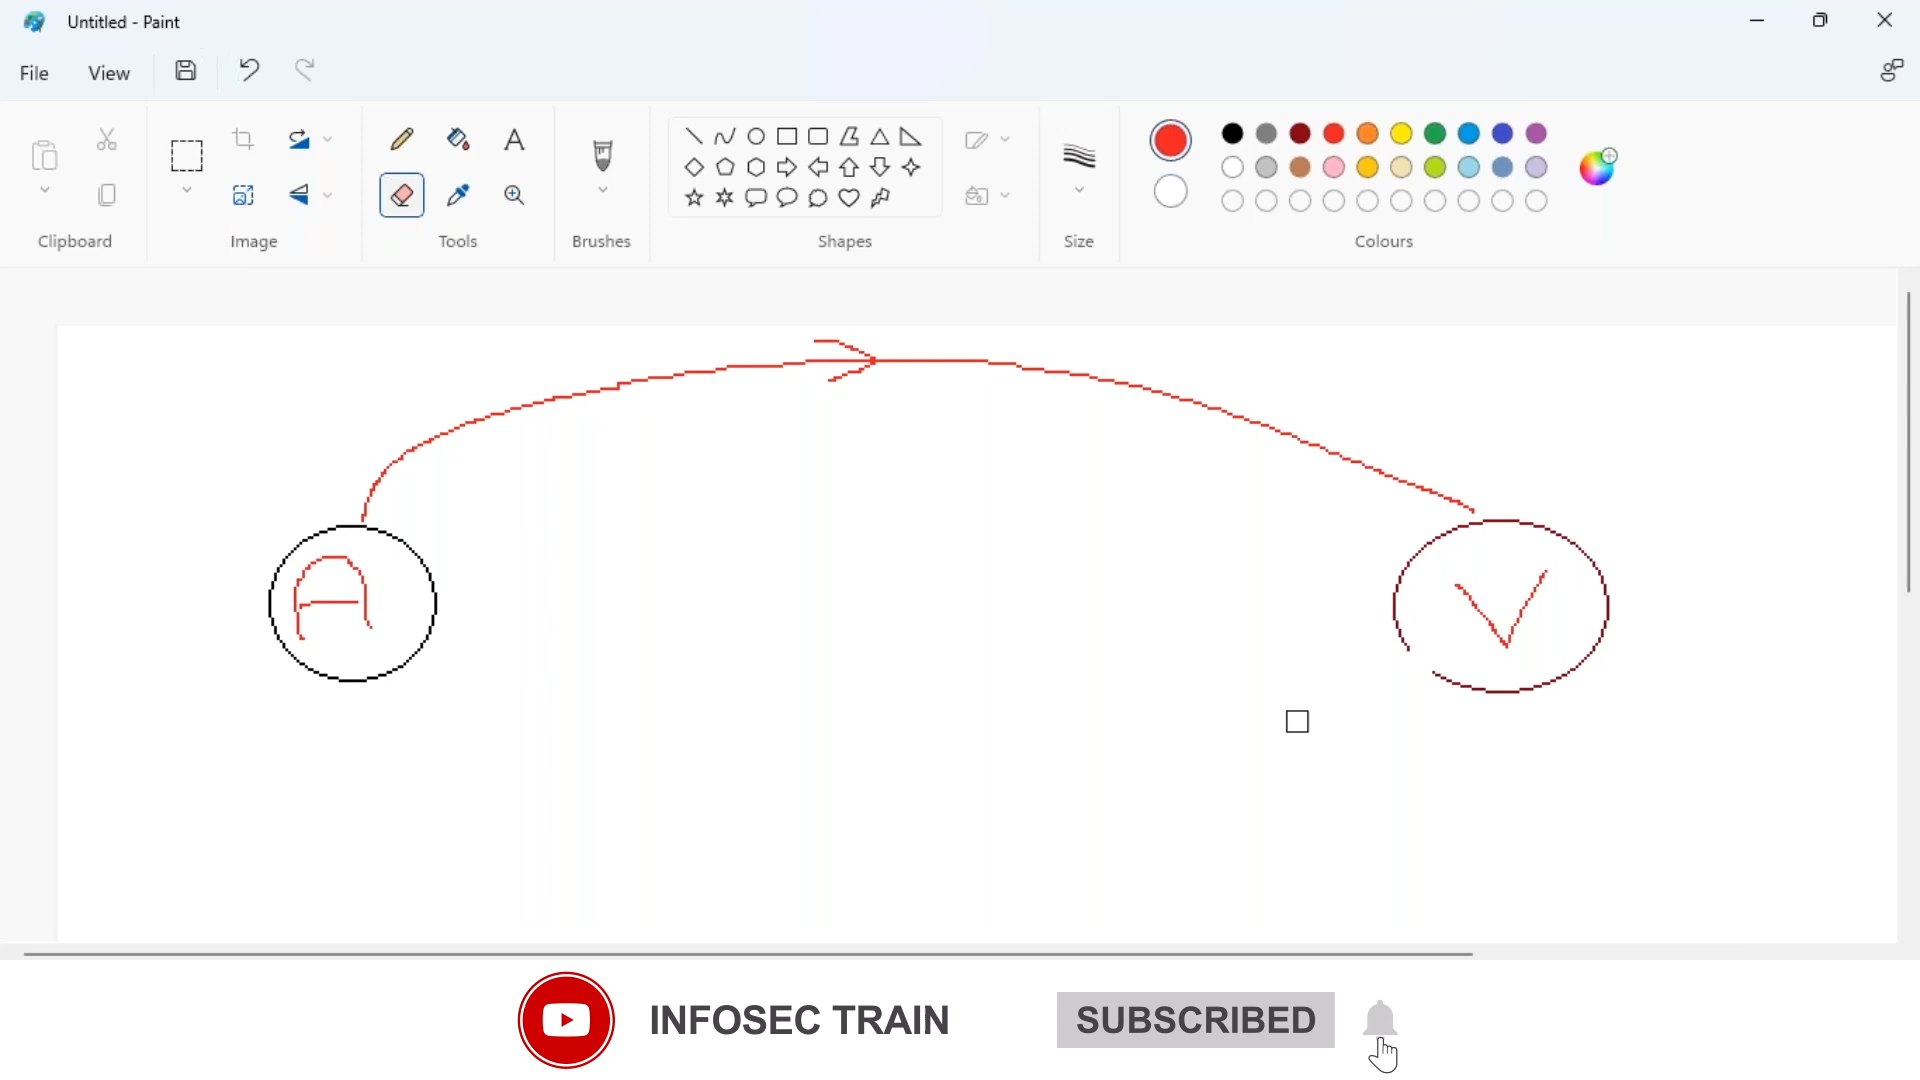 Untitled - Paint
File View
Clipboard Image Tools Brushes Shapes Size Colours
A
V
INFOSEC TRAIN SUBSCRIBED